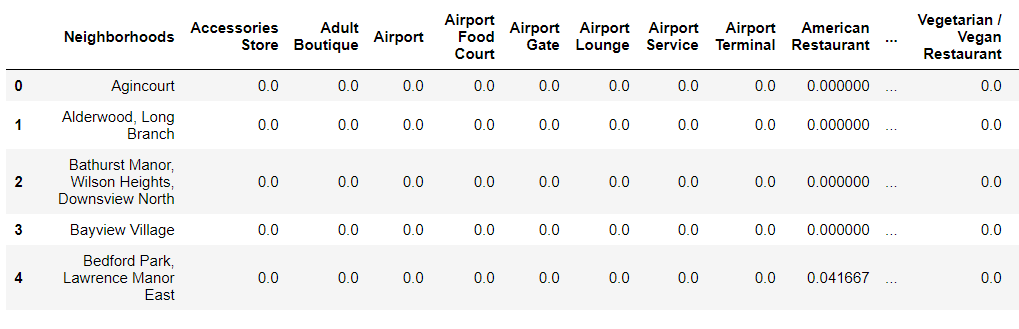 Neighborhoods Accessories Store Adult Boutique Airport Airport Food Court Airport Gate Airport Lounge Airport Service Airport Terminal American Restaurant ... Vegetarian / Vegan Restaurant
0 Agincourt 0.0 0.0 0.0 0.0 0.0 0.0 0.0 0.0 0.000000 ... 0.0
1 Alderwood, Long Branch 0.0 0.0 0.0 0.0 0.0 0.0 0.0 0.0 0.000000 ... 0.0
2 Bathurst Manor, Wilson Heights, Downsview North 0.0 0.0 0.0 0.0 0.0 0.0 0.0 0.0 0.000000 ... 0.0
3 Bayview Village 0.0 0.0 0.0 0.0 0.0 0.0 0.0 0.0 0.000000 ... 0.0
4 Bedford Park, Lawrence Manor East 0.0 0.0 0.0 0.0 0.0 0.0 0.0 0.0 0.041667 ... 0.0